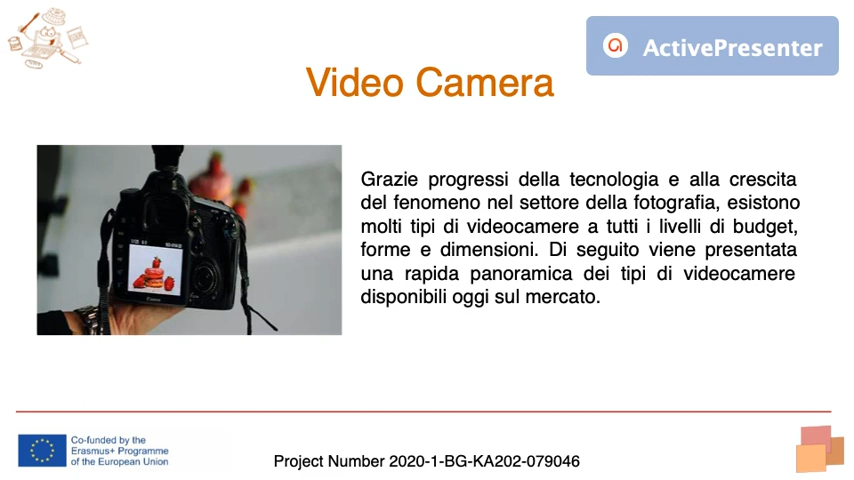 ActivePresenter
Video Camera
Grazie progressi della tecnologia e alla crescita
del fenomeno nel settore della fotografia, esistono
molti tipi di videocamere a tutti i livelli di budget,
forme e dimensioni. Di seguito viene presentata
una rapida panoramica dei tipi di videocamere
disponibili oggi sul mercato.
Canon
Co-funded by the
Erasmus+ Programme
of the European Union
Project Number 2020-1-BG-KA202-079046